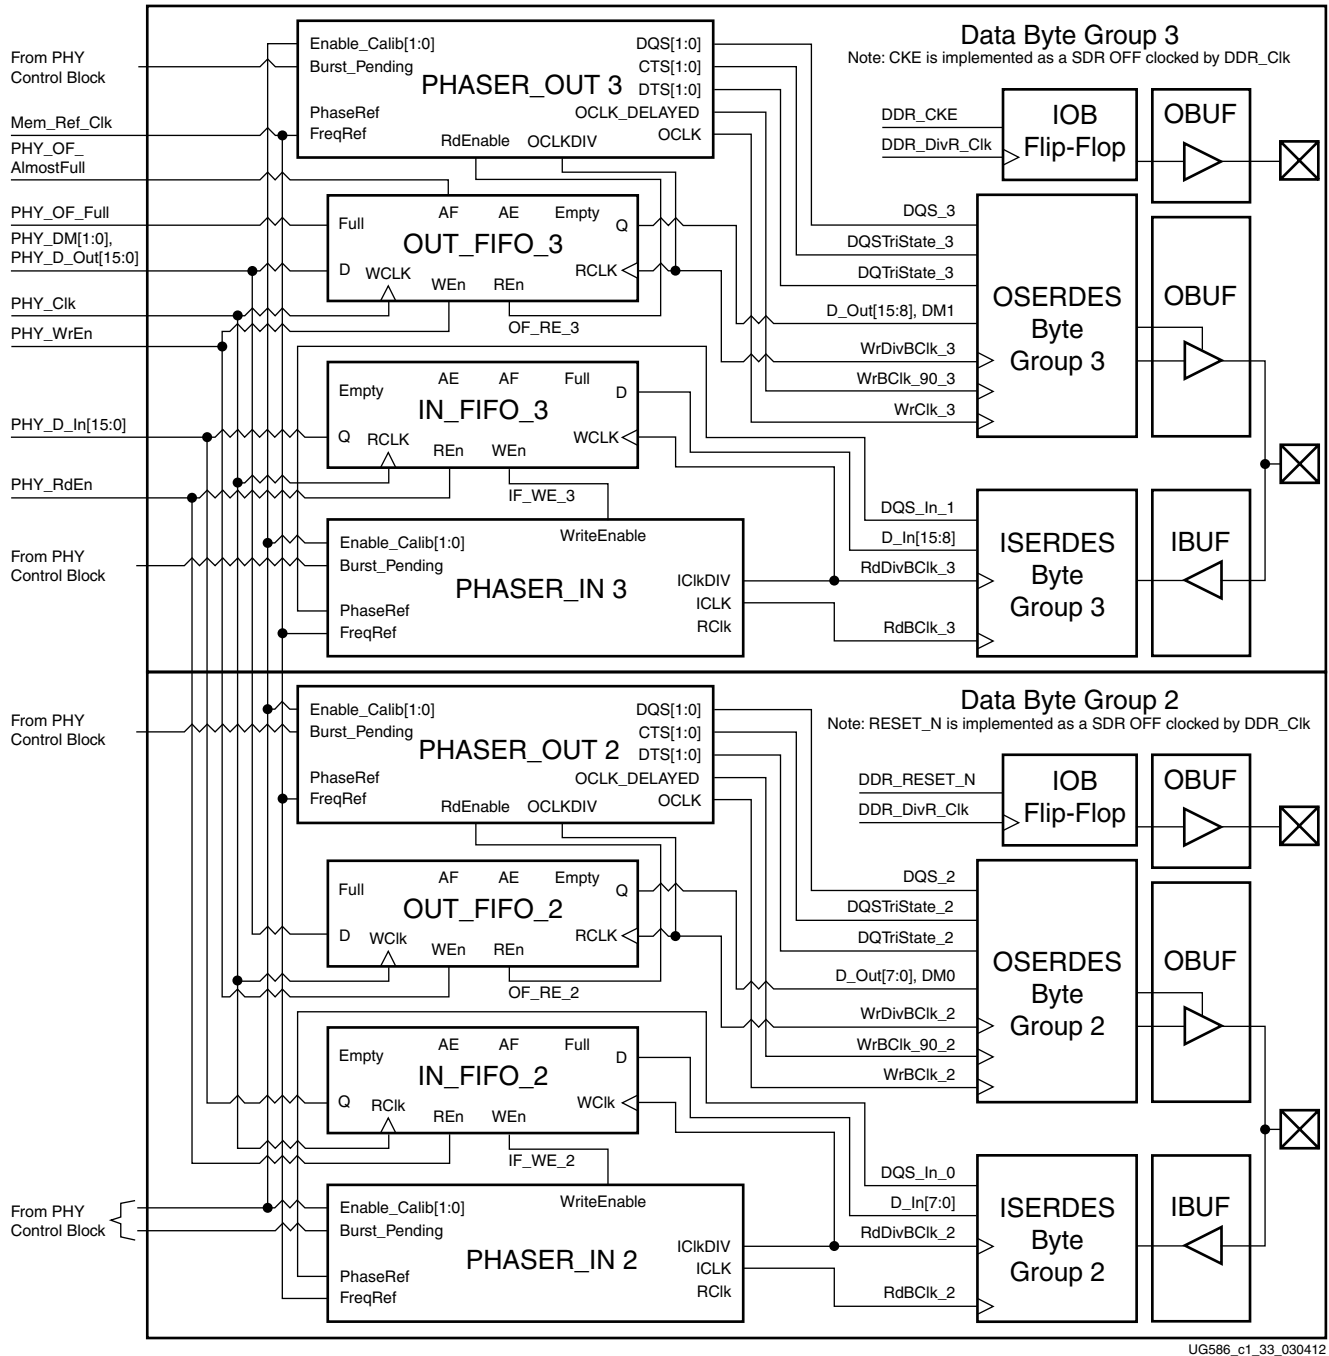 Data Byte Group 3
Note: CKE is implemented as a SDR OFF clocked by DDR_Clk
From PHY
Control Block
Mem_Ref_Clk
PHY_OF_
AlmostFull
PHY_OF_Full
PHY_DM[1:0],
PHY_D_Out[15:0]
PHY_Clk
PHY_WrEn
PHY_D_In[15:0]
PHY_RdEn
From PHY
Control Block
Enable_Calib[1:0]
Burst_Pending
PhaseRef
FreqRef
PHASER_OUT 3
RdEnable
OCLKDIV
DQS[1:0]
CTS[1:0]
DTS[1:0]
OCLK_DELAYED
OCLK
Full
AF
AE
Empty
Q
OUT_FIFO_3
D
WCLK
WEn
REn
RCLK
OF_RE_3
Empty
AE
AF
Full
D
IN_FIFO_3
Q
RCLK
REn
WEn
WCLK
IF_WE_3
WriteEnable
Enable_Calib[1:0]
Burst_Pending
PHASER_IN 3
PhaseRef
FreqRef
IClkDIV
ICLK
RClk
DDR_CKE
DDR_DivR_Clk
IOB
Flip-Flop
OBUF
DQS_3
DQSTriState_3
DQTriState_3
D_Out[15:8], DM1
WrDivBClk_3
WrBClk_90_3
WrClk_3
OSERDES
Byte
Group 3
OBUF
DQS_In_1
D_In[15:8]
RdDivBClk_3
RdBClk_3
ISERDES
Byte
Group 3
IBUF
Data Byte Group 2
Note: RESET_N is implemented as a SDR OFF clocked by DDR_Clk
From PHY
Control Block
Enable_Calib[1:0]
Burst_Pending
PhaseRef
FreqRef
PHASER_OUT 2
RdEnable
OCLKDIV
DQS[1:0]
CTS[1:0]
DTS[1:0]
OCLK_DELAYED
OCLK
Full
AF
AE
Empty
Q
OUT_FIFO_2
D
WClk
WEn
REn
RCLK
OF_RE_2
Empty
AE
AF
Full
D
IN_FIFO_2
Q
RClk
REn
WEn
WClk
IF_WE_2
From PHY
Control Block
WriteEnable
Enable_Calib[1:0]
Burst_Pending
PHASER_IN 2
PhaseRef
FreqRef
IClkDIV
ICLK
RClk
DDR_RESET_N
DDR_DivR_Clk
IOB
Flip-Flop
OBUF
DQS_2
DQSTriState_2
DQTriState_2
D_Out[7:0], DM0
WrDivBClk_2
WrBClk_90_2
WrBClk_2
OSERDES
Byte
Group 2
OBUF
DQS_In_0
D_In[7:0]
RdDivBClk_2
RdBClk_2
ISERDES
Byte
Group 2
IBUF
UG586_c1_33_030412